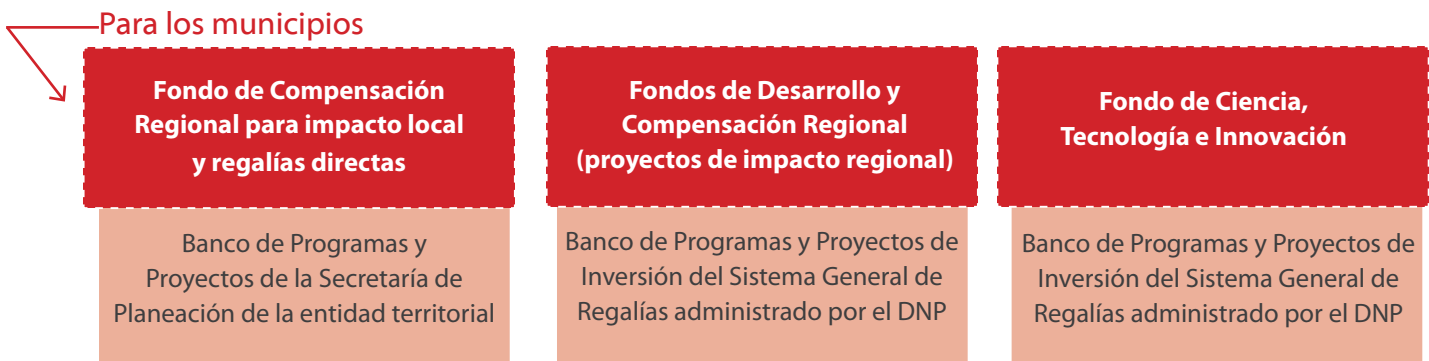 Para los municipios
Fondo de Compensación
Regional para impacto local
y regalías directas
Banco de Programas y
Proyectos de la Secretaría de
Planeación de la entidad territorial
Fondos de Desarrollo y
Compensación Regional
(proyectos de impacto regional)
Banco de Programas y Proyectos de
Inversión del Sistema General de
Regalías administrado por el DNP
Fondo de Ciencia,
Tecnología e Innovación
Banco de Programas y Proyectos de
Inversión del Sistema General de
Regalías administrado por el DNP